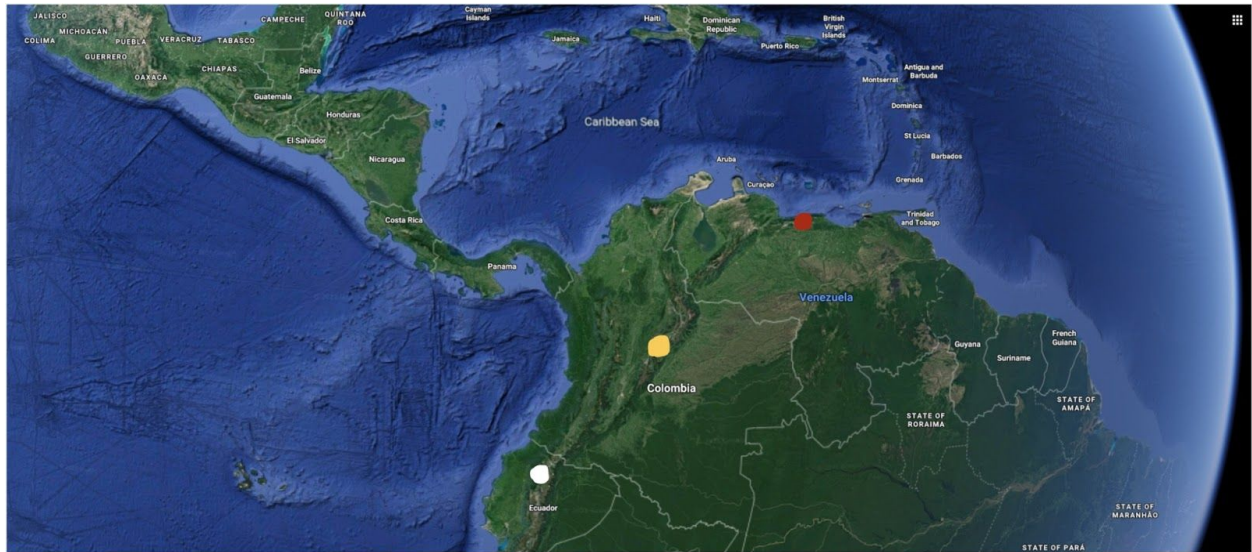 JALISCO
COLIMA
MICHOACÁN
GUERRERO
PUEBLA
OAXACA
VERACRUZ
TABASCO
CHIAPAS
CAMPECHE
QUINTANA
ROO
Belize
Guatemala
Honduras
El Salvador
Nicaragua
Costa Rica
Panama
Cayman
Islands
Jamaica
Haiti
Dominican
Republic
Puerto Rico
British
Virgin
Islands
Antigua and
Barbuda
Montserrat
Dominica
St Lucia
Barbados
Grenada
Trinidad
and Tobago
Caribbean Sea
Aruba
Curaçao
Venezuela
Colombia
Ecuador
Guyana
Suriname
French
Guiana
STATE OF
RORAIMA
STATE OF
AMAPÁ
STATE OF
MARANHÃO
STATE OF PARÁ